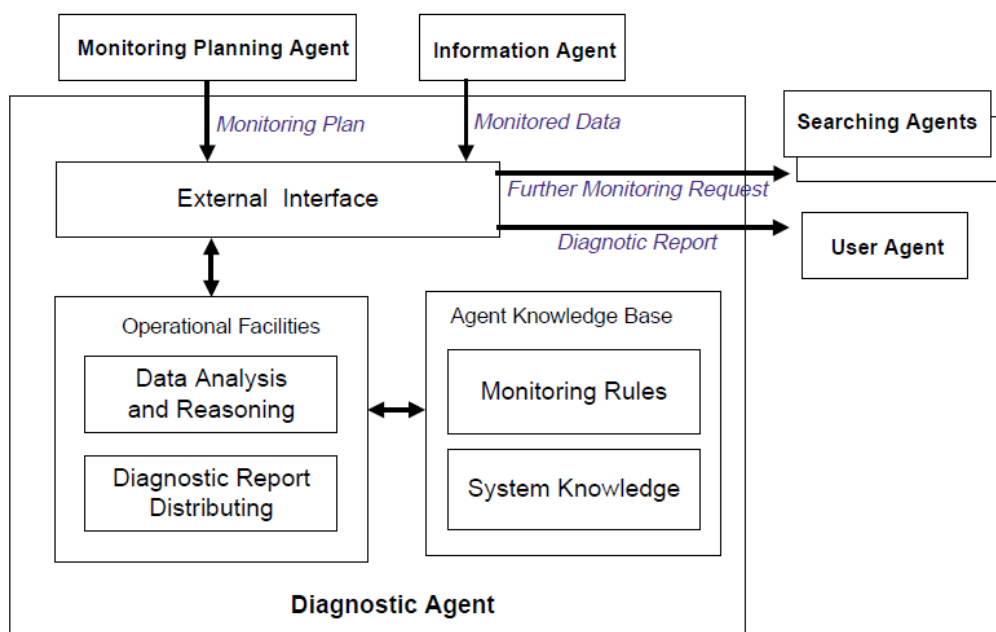 Monitoring Planning Agent
Information Agent
Monitoring Plan
Monitored Data
Searching Agents
External Interface
Further Monitoring Request
Diagnotic Report
User Agent
Operational Facilities
Data Analysis
and Reasoning
Diagnostic Report
Distributing
Agent Knowledge Base
Monitoring Rules
System Knowledge
Diagnostic Agent